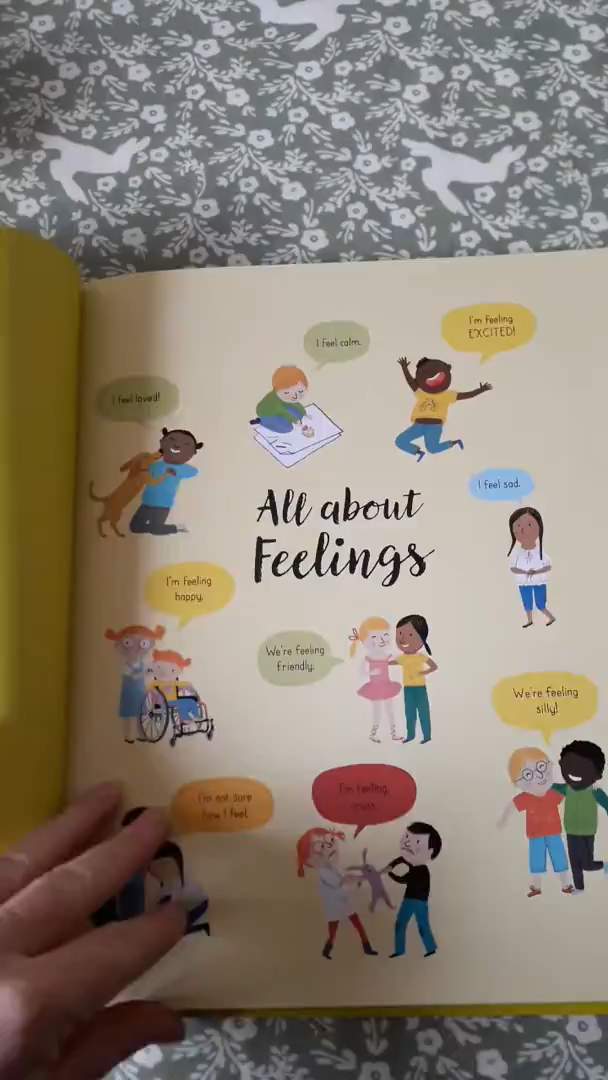 I'm feeling
EXCITED!
I feel calm.
I feel loved!
I feel sad.
All about
Feelings
I'm feeling
happy.
We're feeling
friendly.
We're feeling
silly!
I'm not sure
how I feel.
I'm feeling
cross.